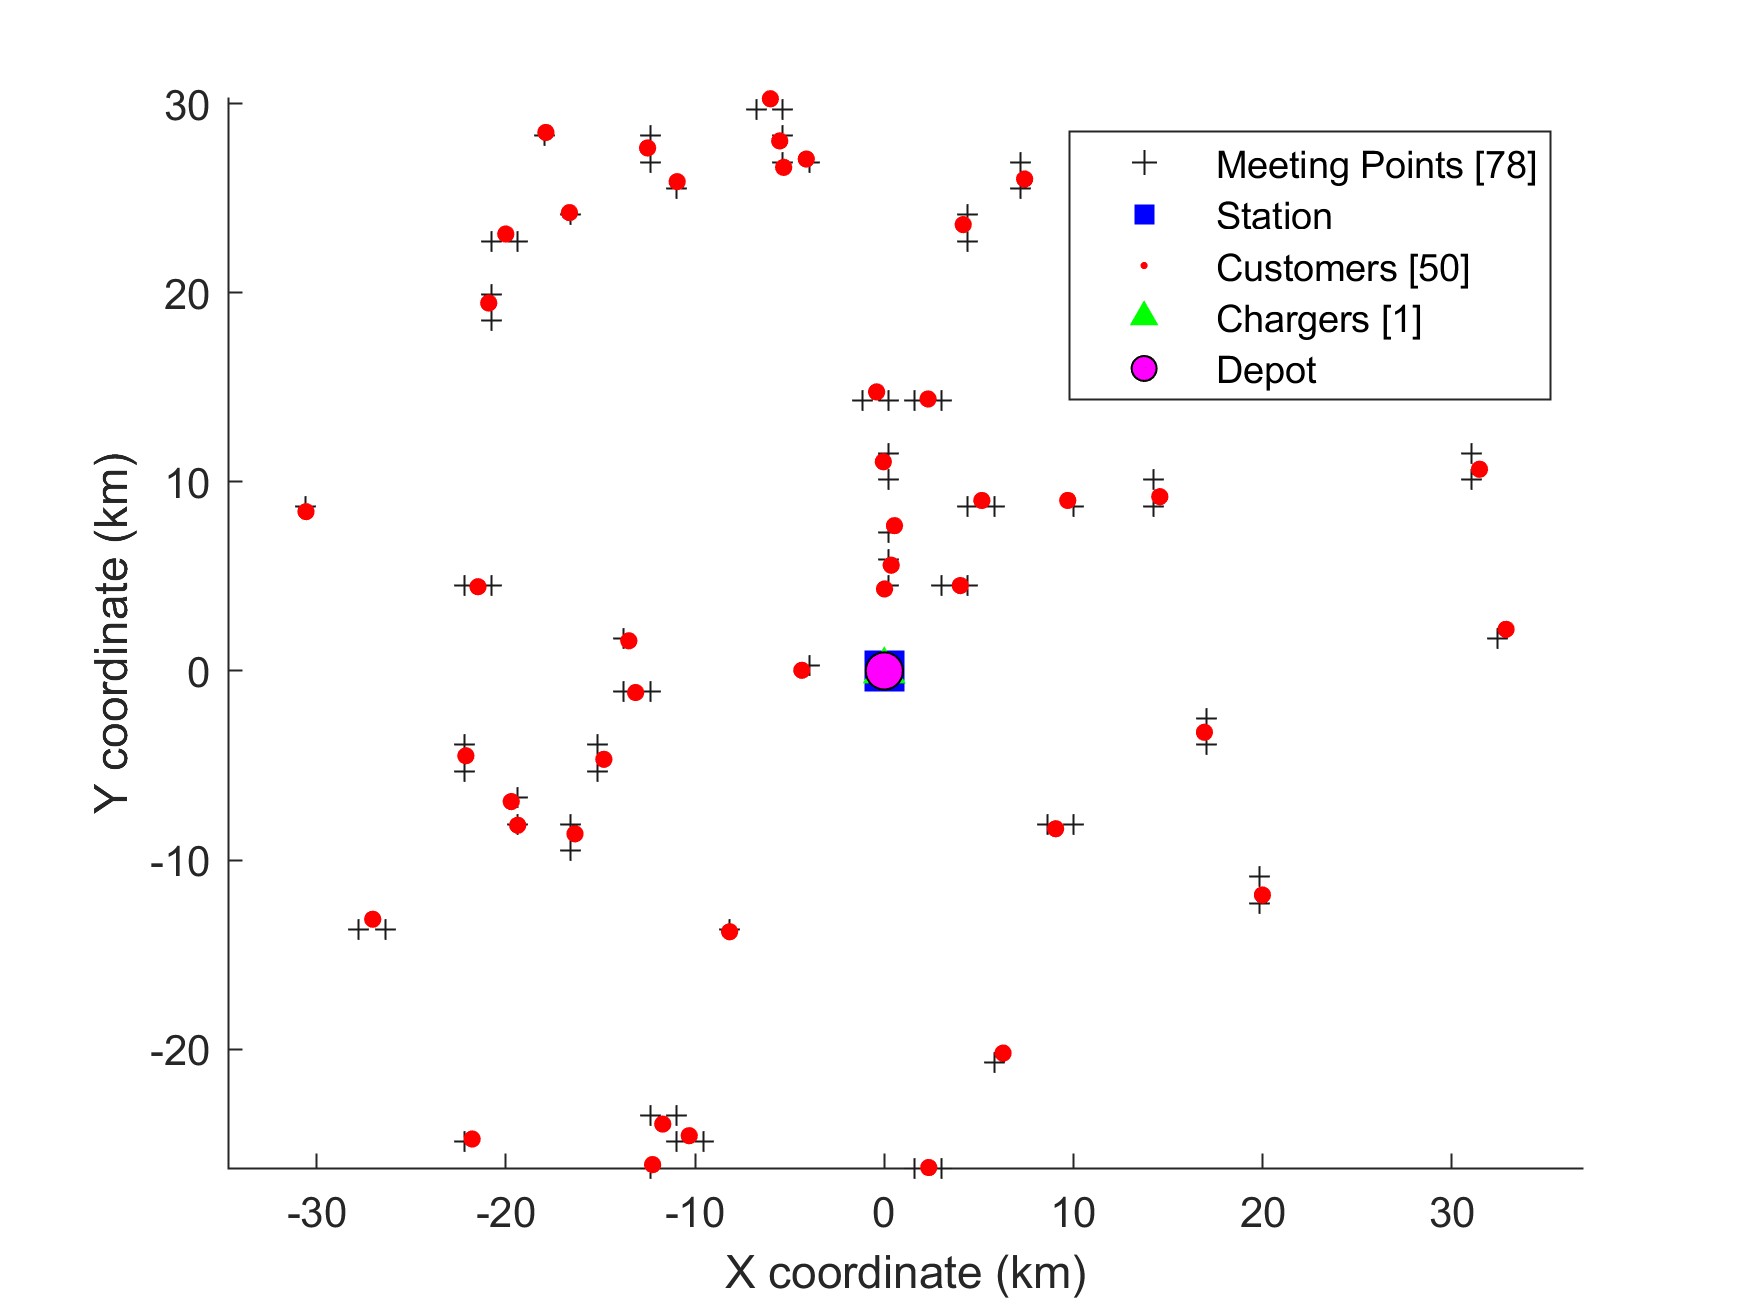 30
20
10
0
-10
-20
Y coordinate (km)
Meeting Points [78]
Station
Customers [50]
Chargers [1]
Depot
-30 -20 -10 0 10 20 30
X coordinate (km)